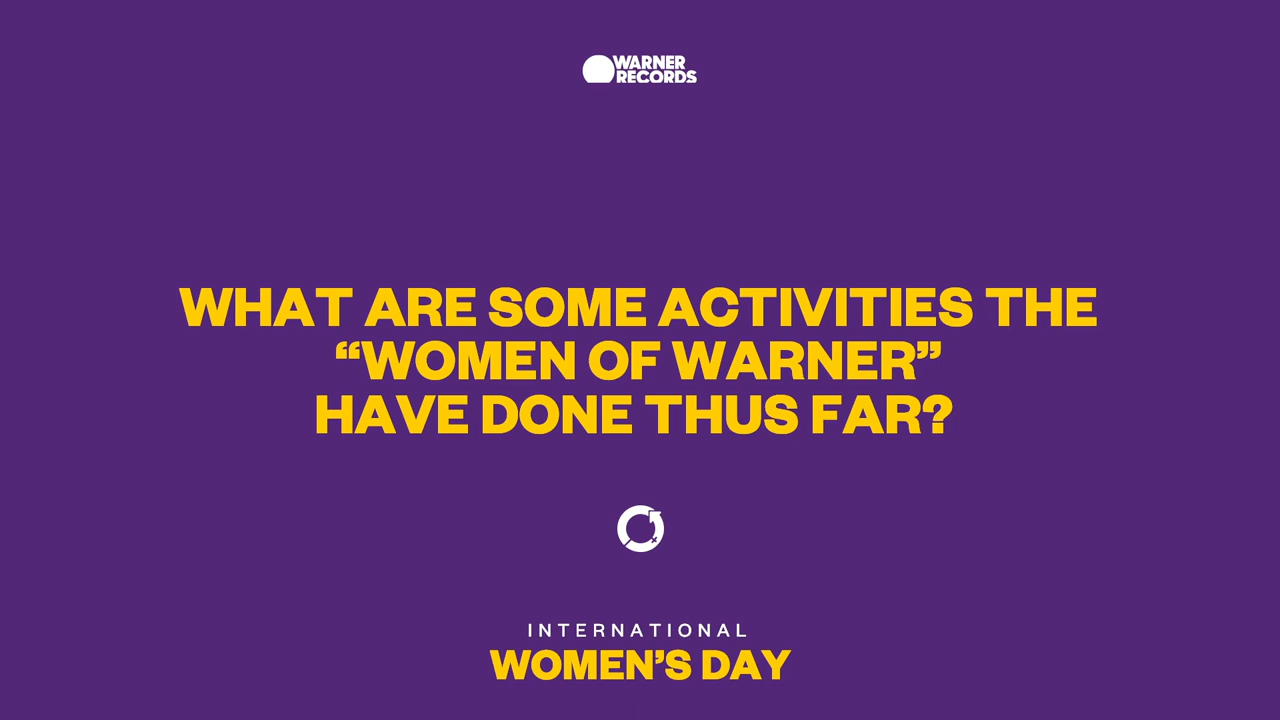 WARNER
RECORDS
WHAT ARE SOME ACTIVITIES THE
“WOMEN OF WARNER”
HAVE DONE THUS FAR?
INTERNATIONAL
WOMEN’S DAY